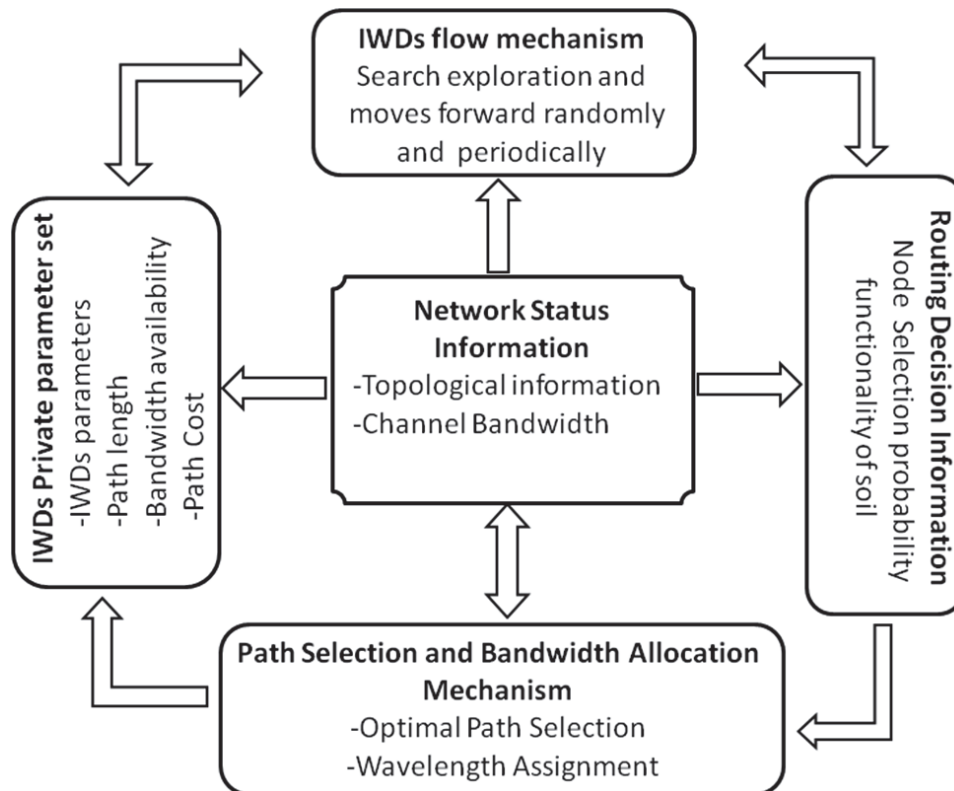 IWDs flow mechanism
Search exploration and
moves forward randomly
and periodically
IWDs Private parameter set
-IWDs parameters
-Path length
-Bandwidth availability
-Path Cost
Network Status
Information
-Topological information
-Channel Bandwidth
Routing Decision Information
Node Selection probability
functionality of soil
Path Selection and Bandwidth Allocation
Mechanism
-Optimal Path Selection
-Wavelength Assignment